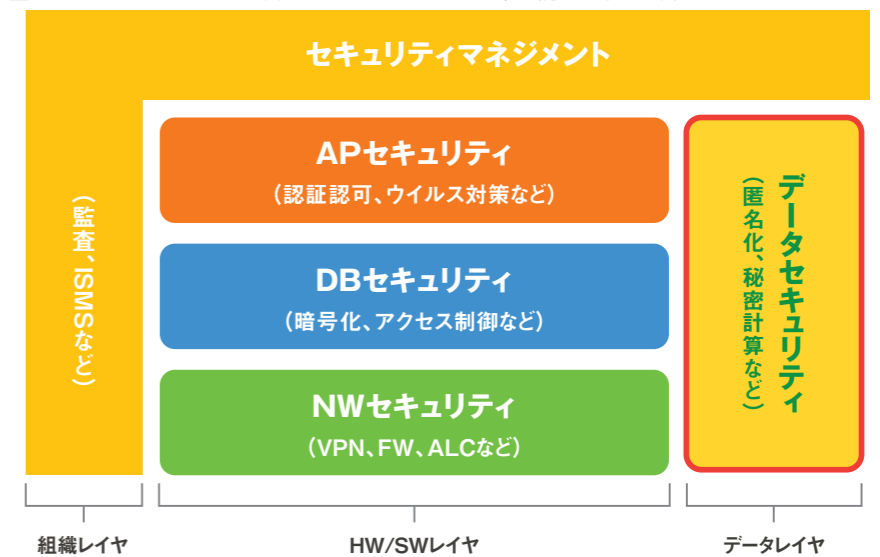 セキュリティマネジメント
（監査、ISMSなど）
APセキュリティ
（認証認可、ウイルス対策など）
DBセキュリティ
（暗号化、アクセス制御など）
NWセキュリティ
（VPN、FW、ALCなど）
データセキュリティ
（匿名化、秘密計算など）
組織レイヤ
HW/SWレイヤ
データレイヤ